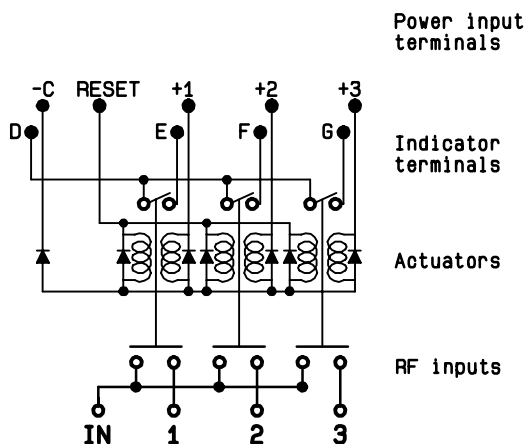 Power input
terminals
-C RESET +1 +2 +3
D E F G
Indicator
terminals
Actuators
RF inputs
IN 1 2 3